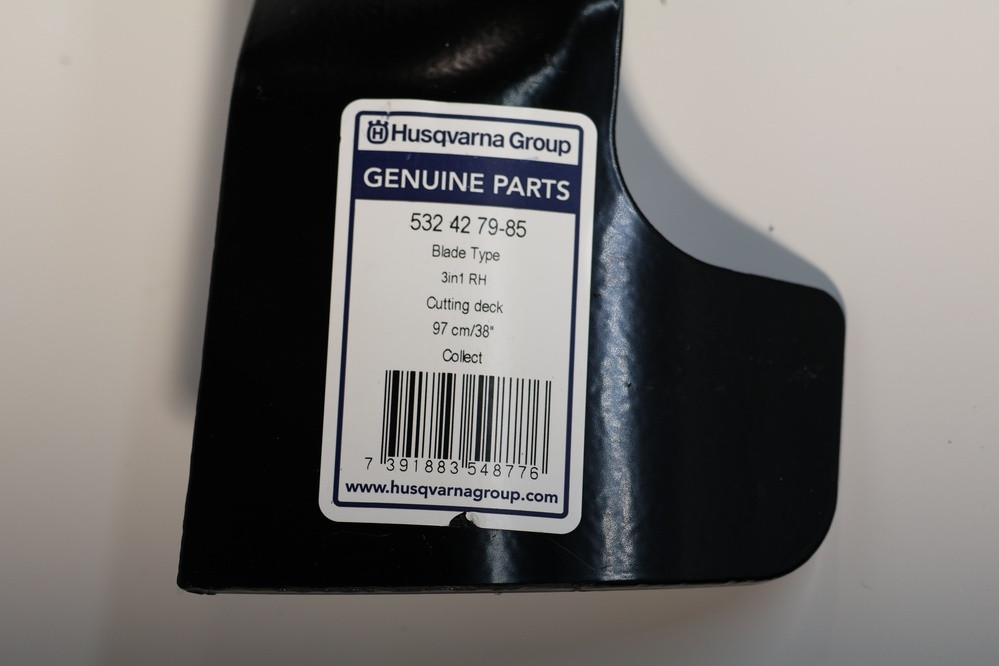 H Husqvarna Group
GENUINE PARTS
532 42 79-85
Blade Type
3in1 RH
Cutting deck
97 cm/38"
Collect
7 391883 548776
www.husqvarnagroup.com